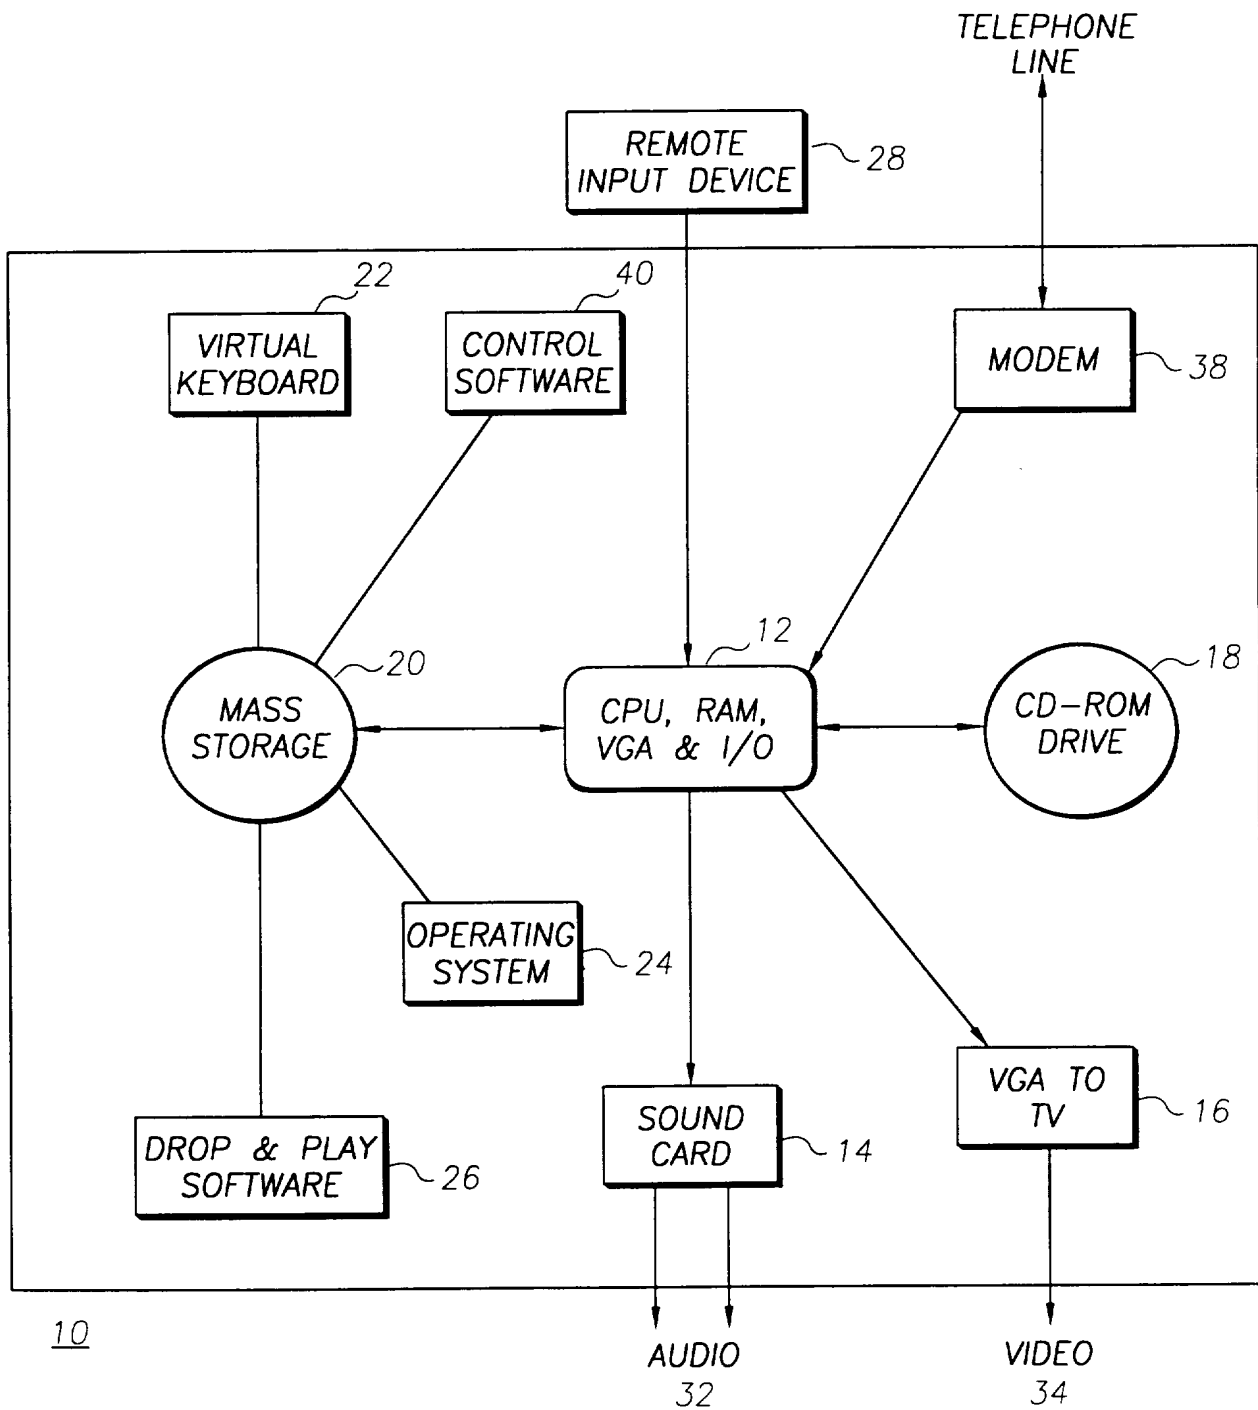 TELEPHONE
LINE
REMOTE
INPUT DEVICE
28
22
40
VIRTUAL
KEYBOARD
CONTROL
SOFTWARE
MODEM
38
12
20
18
MASS
STORAGE
CPU, RAM,
VGA & I/O
CD-ROM
DRIVE
OPERATING
SYSTEM
24
VGA TO
TV
16
SOUND
CARD
14
DROP & PLAY
SOFTWARE
26
10
AUDIO
32
VIDEO
34